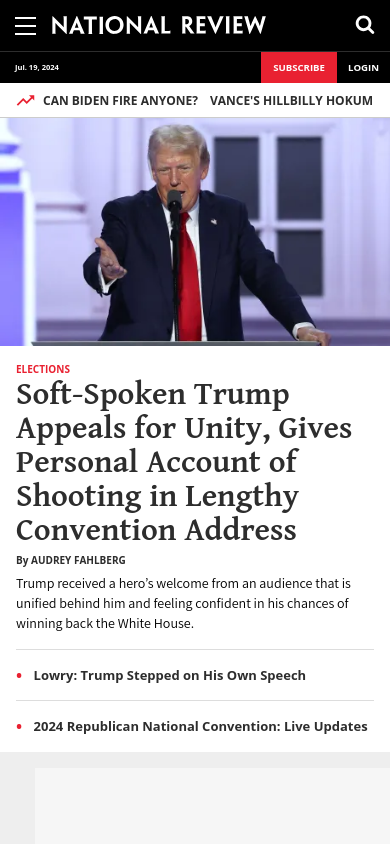 NATIONAL REVIEW
Jul. 19, 2024
SUBSCRIBE
LOGIN
CAN BIDEN FIRE ANYONE? VANCE'S HILLBILLY HOKUM
ELECTIONS
Soft-Spoken Trump
Appeals for Unity, Gives
Personal Account of
Shooting in Lengthy
Convention Address
By AUDREY FAHLBERG
Trump received a hero’s welcome from an audience that is
unified behind him and feeling confident in his chances of
winning back the White House.
• Lowry: Trump Stepped on His Own Speech
• 2024 Republican National Convention: Live Updates